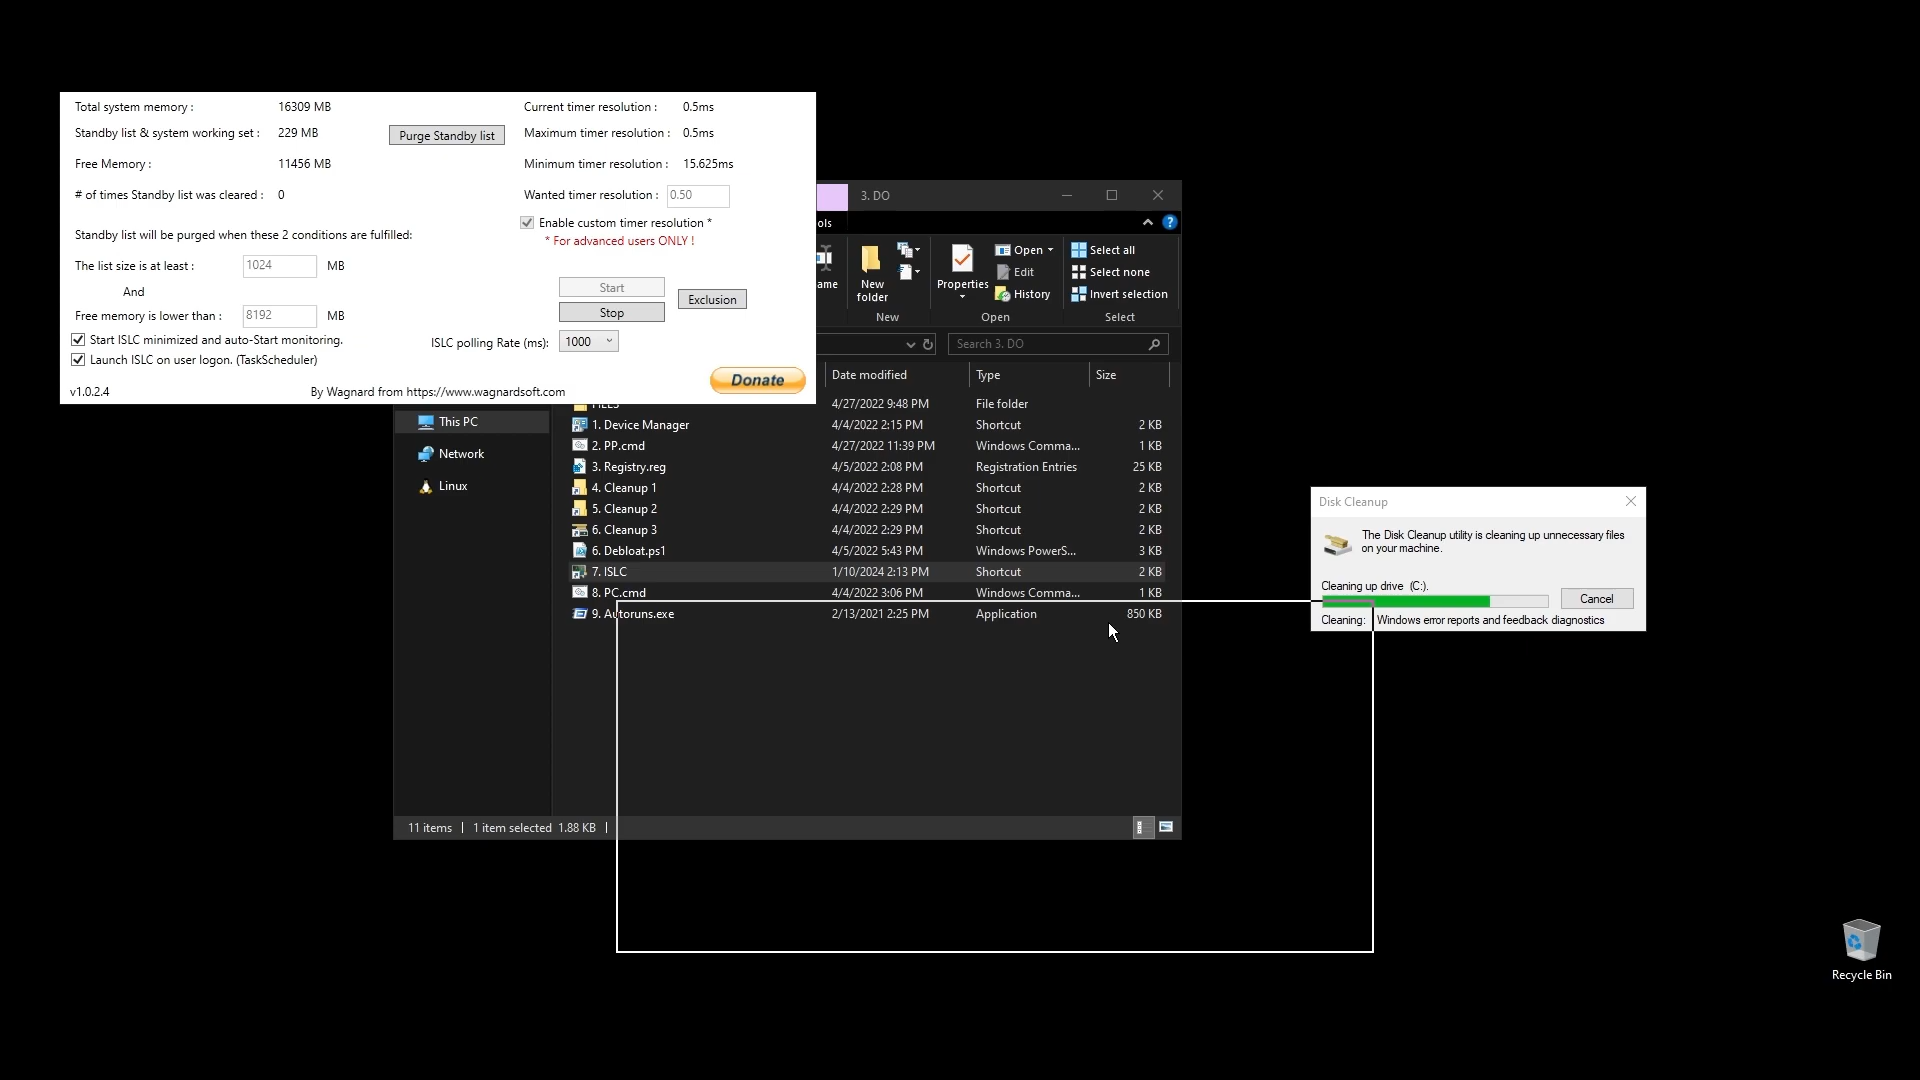 Total system memory : 16309 MB
Standby list & system working set : 229 MB
Purge Standby list
Free Memory : 11456 MB
# of times Standby list was cleared : 0
Standby list will be purged when these 2 conditions are fulfilled:
The list size is at least : 1024 MB
And
Free memory is lower than : 8192 MB
Start ISLC minimized and auto-Start monitoring.
Launch ISLC on user logon. (TaskScheduler)
v1.0.2.4
By Wagnard from https://www.wagnardsoft.com
Current timer resolution : 0.5ms
Maximum timer resolution : 0.5ms
Minimum timer resolution : 15.625ms
Wanted timer resolution : 0.50
Enable custom timer resolution *
* For advanced users ONLY !
Start
Stop
Exclusion
ISLC polling Rate (ms): 1000
Donate
3. DO
ols
ame
New folder
New
Properties
Open
Edit
History
Open
Select all
Select none
Invert selection
Select
Search 3. DO
Date modified Type Size
This PC
Network
Linux
4/27/2022 9:48 PM File folder
1. Device Manager 4/4/2022 2:15 PM Shortcut 2 KB
2. PP.cmd 4/27/2022 11:39 PM Windows Comma... 1 KB
3. Registry.reg 4/5/2022 2:08 PM Registration Entries 25 KB
4. Cleanup 1 4/4/2022 2:28 PM Shortcut 2 KB
5. Cleanup 2 4/4/2022 2:29 PM Shortcut 2 KB
6. Cleanup 3 4/4/2022 2:29 PM Shortcut 2 KB
6. Debloat.ps1 4/5/2022 5:43 PM Windows PowerS... 3 KB
7. ISLC 1/10/2024 2:13 PM Shortcut 2 KB
8. PC.cmd 4/4/2022 3:06 PM Windows Comma... 1 KB
9. Autoruns.exe 2/13/2021 2:25 PM Application 850 KB
11 items 1 item selected 1.88 KB
Disk Cleanup
The Disk Cleanup utility is cleaning up unnecessary files
on your machine.
Cleaning up drive (C:).
Cancel
Cleaning: Windows error reports and feedback diagnostics
Recycle Bin